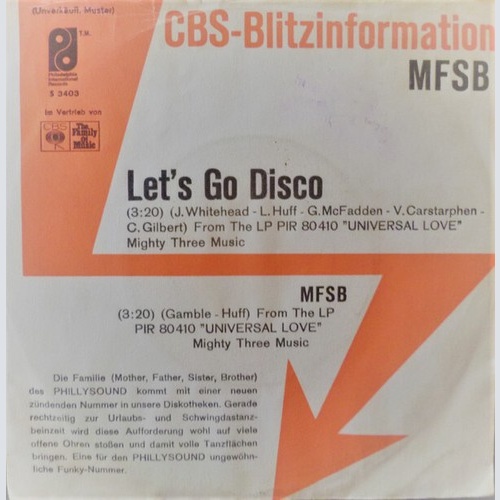 (Unverkäufl. Muster)
T.M.
Philadelphia
International
Records
S 3403
im Vertrieb von
CBS
The
Family
Of
Music
CBS-Blitzinformation
MFSB
Let's Go Disco
(3:20) (J. Whitehead - L. Huff - G. McFadden - V. Carstarphen -
C. Gilbert) From The LP PIR 80410 "UNIVERSAL LOVE"
Mighty Three Music
MFSB
(3:20) (Gamble - Huff) From The LP
PIR 80410 "UNIVERSAL LOVE"
Mighty Three Music
Die Familie (Mother, Father, Sister, Brother)
des PHILLYSOUND kommt mit einer neuen
zündenden Nummer in unsere Diskotheken. Gerade
rechtzeitig zur Urlaubs- und Schwingdastanz-
beinzeit wird diese Aufforderung wohl auf viele
offene Ohren stoßen und damit volle Tanzflächen
bringen. Eine für den PHILLYSOUND ungewöhn-
liche Funky-Nummer.